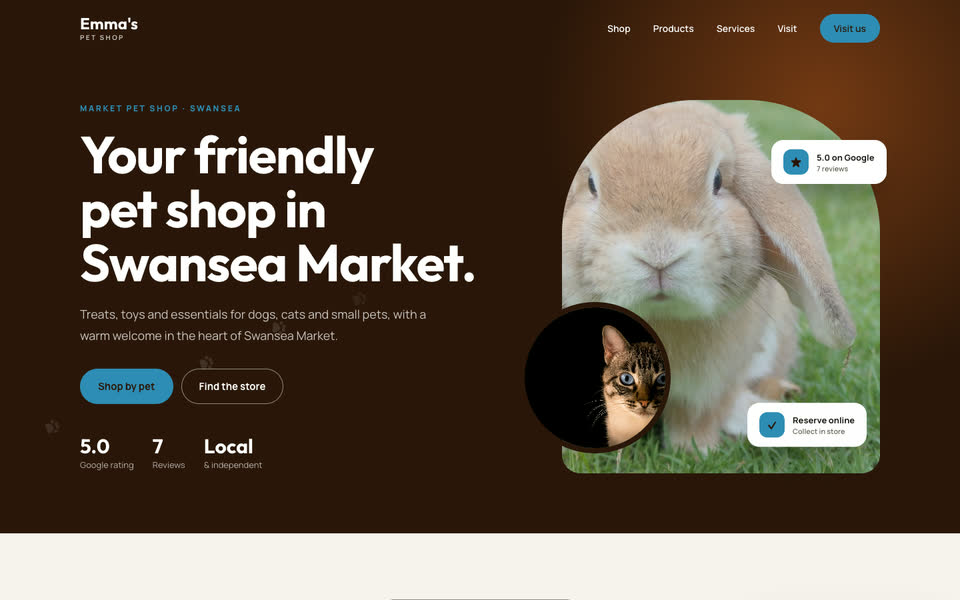 Emma's
PET SHOP
Shop
Products
Services
Visit
Visit us
MARKET PET SHOP · SWANSEA
Your friendly
pet shop in
Swansea Market.
Treats, toys and essentials for dogs, cats and small pets, with a
warm welcome in the heart of Swansea Market.
Shop by pet
Find the store
5.0
Google rating
7
Reviews
Local
& independent
5.0 on Google
7 reviews
Reserve online
Collect in store